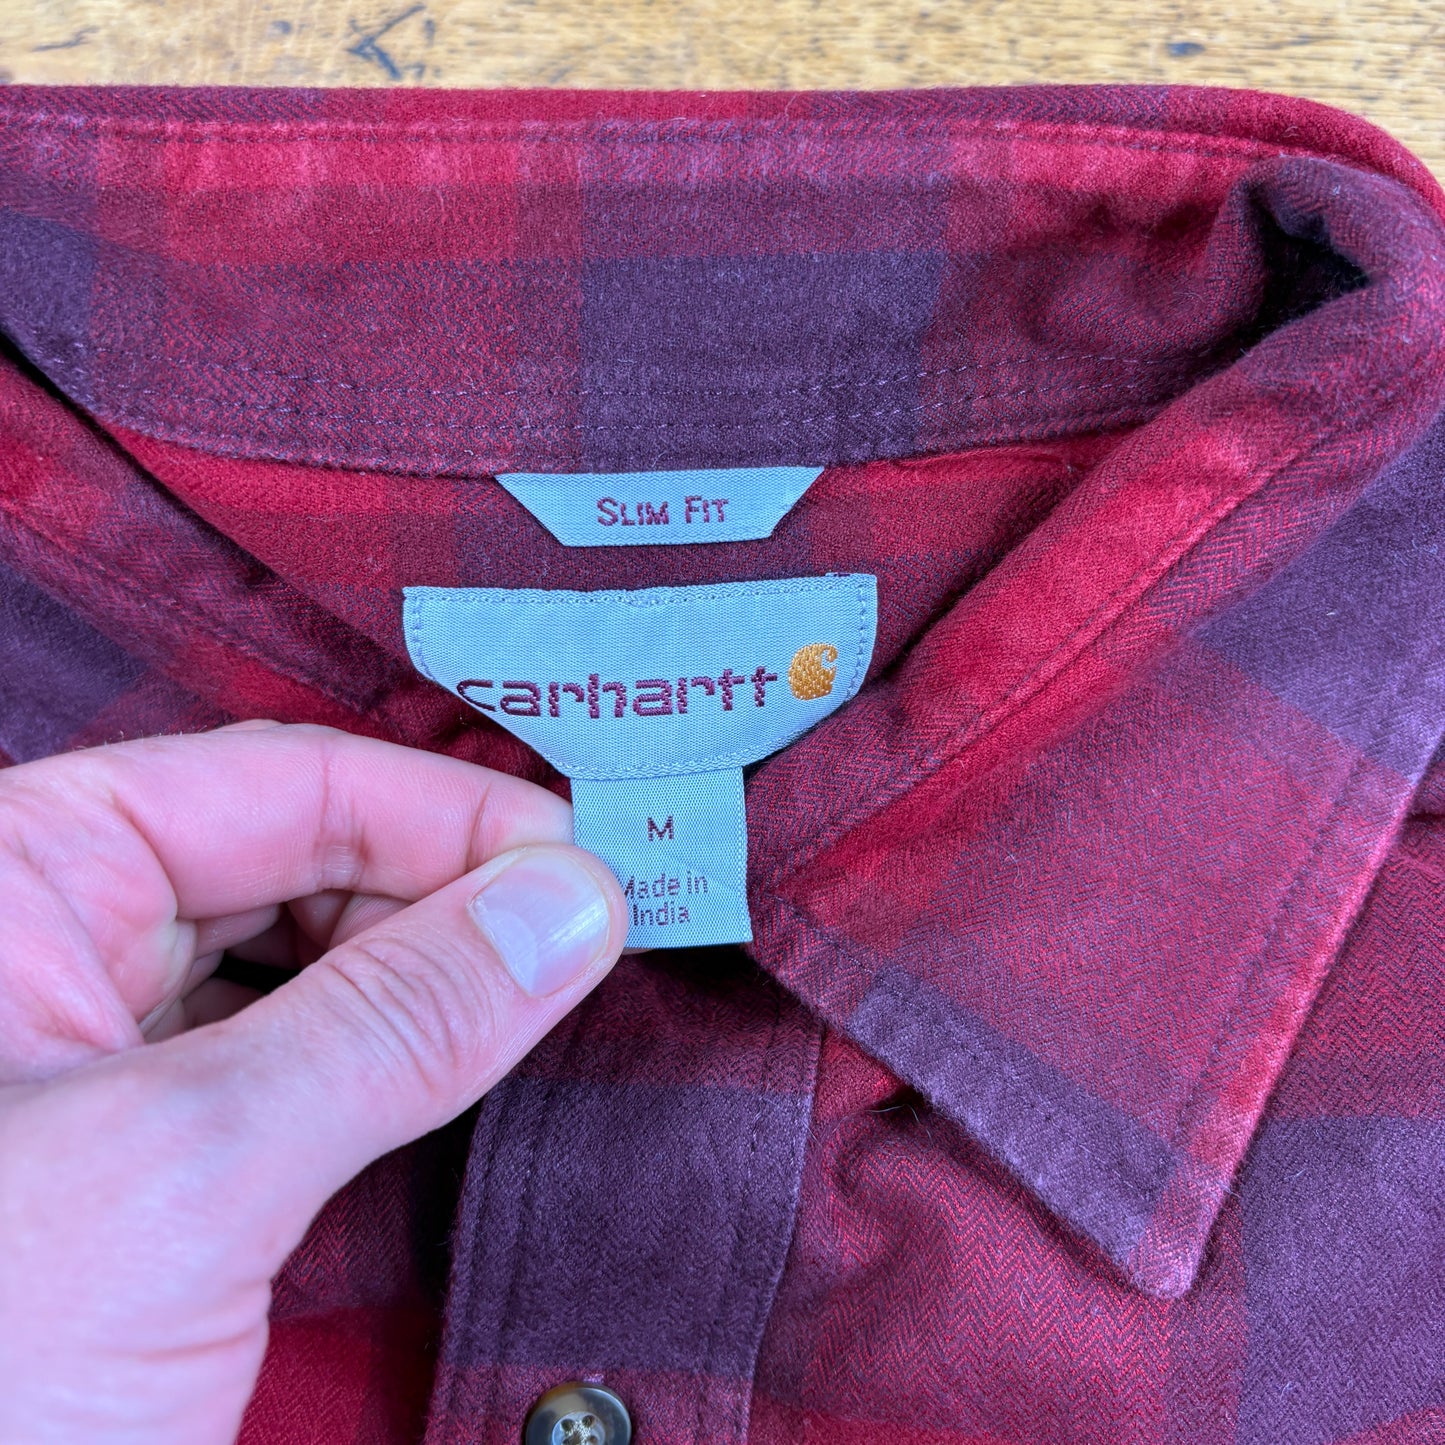 SLIM FIT
carhartt
M
Made in
India